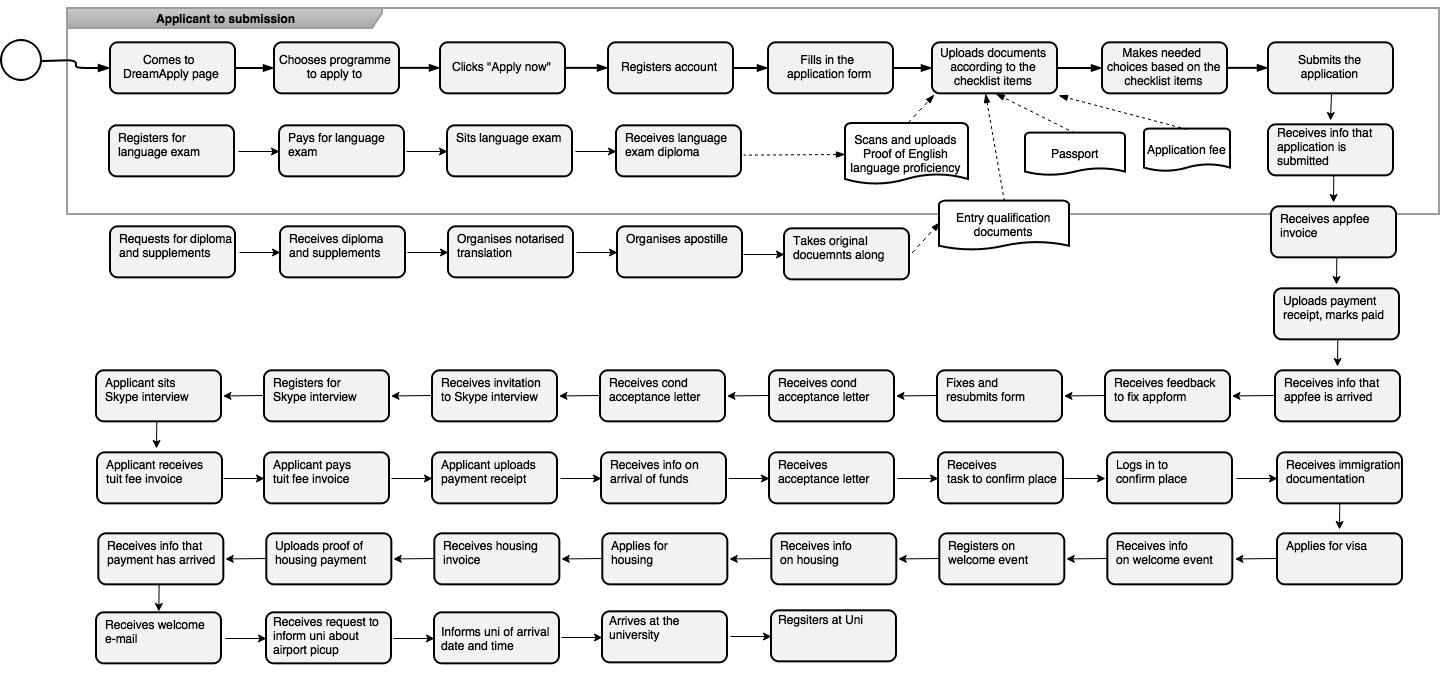 Applicant to submission
Comes to
DreamApply page
Chooses programme
to apply to
Clicks "Apply now"
Registers account
Fills in the
application form
Uploads documents
according to the
checklist items
Makes needed
choices based on the
checklist items
Submits the
application
Registers for
language exam
Pays for language
exam
Sits language exam
Receives language
exam diploma
Scans and uploads
Proof of English
language proficiency
Passport
Application fee
Receives info that
application is
submitted
Requests for diploma
and supplements
Receives diploma
and supplements
Organises notarised
translation
Organises apostille
Takes original
docuemnts along
Entry qualification
documents
Receives appfee
invoice
Uploads payment
receipt, marks paid
Applicant sits
Skype interview
Registers for
Skype interview
Receives invitation
to Skype interview
Receives cond
acceptance letter
Receives cond
acceptance letter
Fixes and
resubmits form
Receives feedback
to fix appform
Receives info that
appfee is arrived
Applicant receives
tuit fee invoice
Applicant pays
tuit fee invoice
Applicant uploads
payment receipt
Receives info on
arrival of funds
Receives
acceptance letter
Receives
task to confirm place
Logs in to
confirm place
Receives immigration
documentation
Receives info that
payment has arrived
Uploads proof of
housing payment
Receives housing
invoice
Applies for
housing
Receives info
on housing
Registers on
welcome event
Receives info
on welcome event
Applies for visa
Receives welcome
e-mail
Receives request to
inform uni about
airport picup
Informs uni of arrival
date and time
Arrives at the
university
Regsiters at Uni